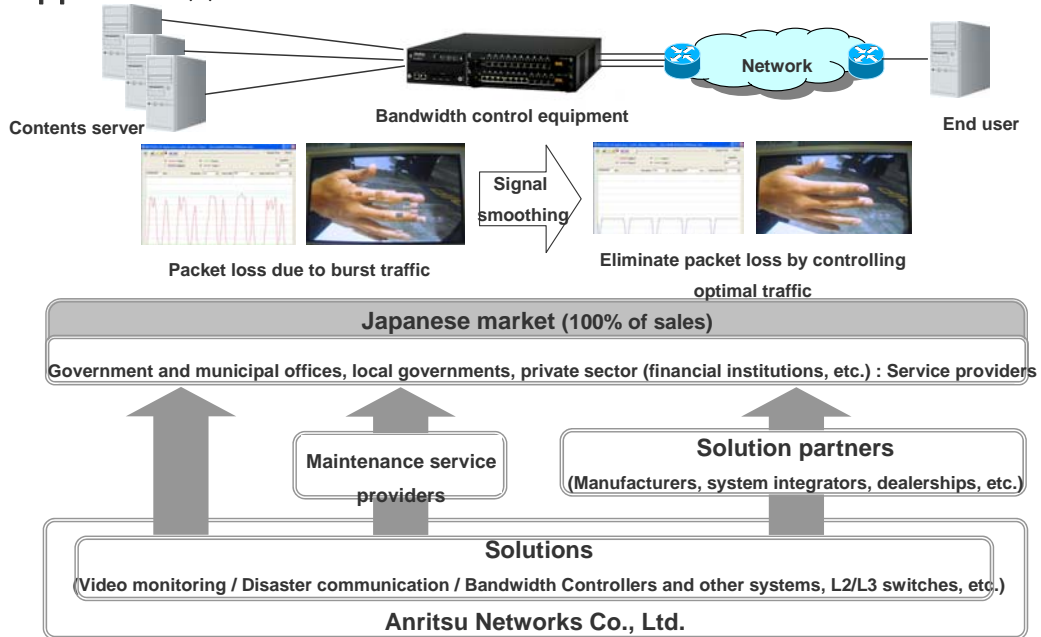 Network
Contents server
Bandwidth control equipment
End user
Signal
smoothing
Packet loss due to burst traffic
Eliminate packet loss by controlling
optimal traffic
Japanese market (100% of sales)
Government and municipal offices, local governments, private sector (financial institutions, etc.) : Service providers
Maintenance service
providers
Solution partners
(Manufacturers, system integrators, dealerships, etc.)
Solutions
(Video monitoring / Disaster communication / Bandwidth Controllers and other systems, L2/L3 switches, etc.)
Anritsu Networks Co., Ltd.